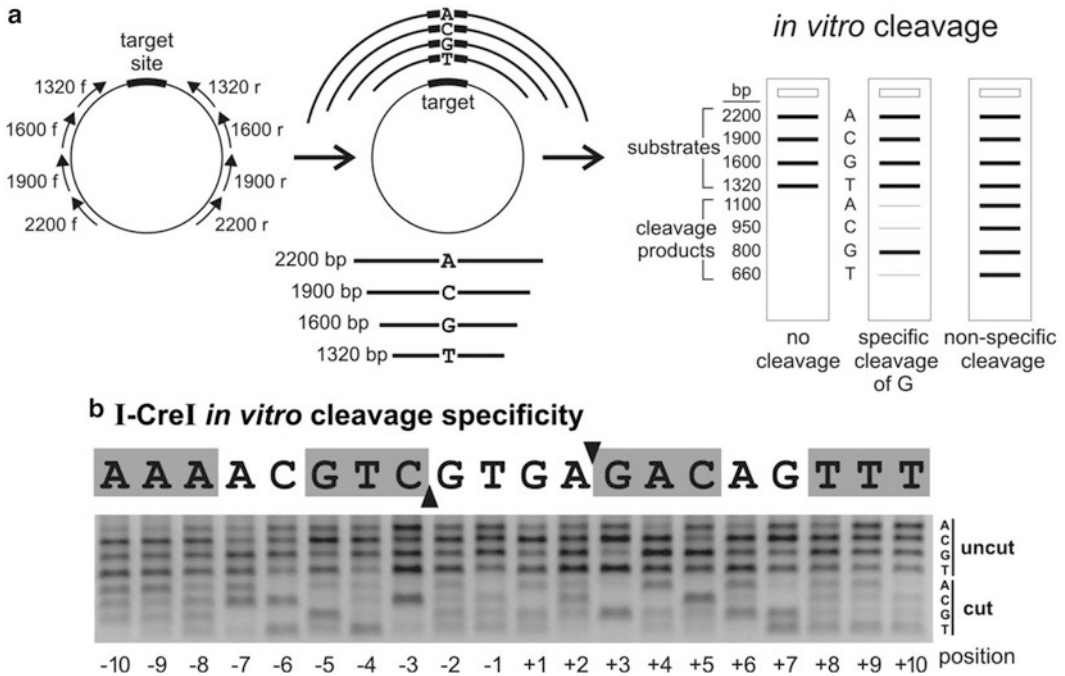 a
in vitro cleavage
target
site
1320 f
1320 r
1600 f
1600 r
1900 f
1900 r
2200 f
2200 r
A
C
G
T
target
2200 bp A
1900 bp C
1600 bp G
1320 bp T
bp
2200 A
1900 C
substrates
1600 G
1320 T
1100 A
cleavage
products
950 C
800 G
660 T
no
cleavage
specific
cleavage
of G
non-specific
cleavage
b I-CreI in vitro cleavage specificity
A A A A C G T C G T G A G A C A G T T T
A
C
G
T
uncut
A
C
G
T
cut
-10 -9 -8 -7 -6 -5 -4 -3 -2 -1 +1 +2 +3 +4 +5 +6 +7 +8 +9 +10 position